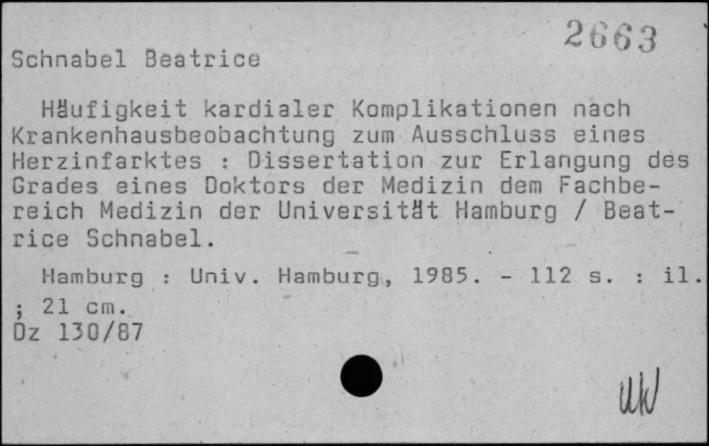 2663
Schnabel Beatrice
Häufigkeit kardialer Komplikationen nach
Krankenhausbeobachtung zum Ausschluss eines
Herzinfarktes : Dissertation zur Erlangung des
Grades eines Doktors der Medizin dem Fachbe-
reich Medizin der Universität Hamburg / Beat-
rice Schnabel.
Hamburg : Univ. Hamburg, 1985. - 112 s. : il.
; 21 cm.
Dz 130/87